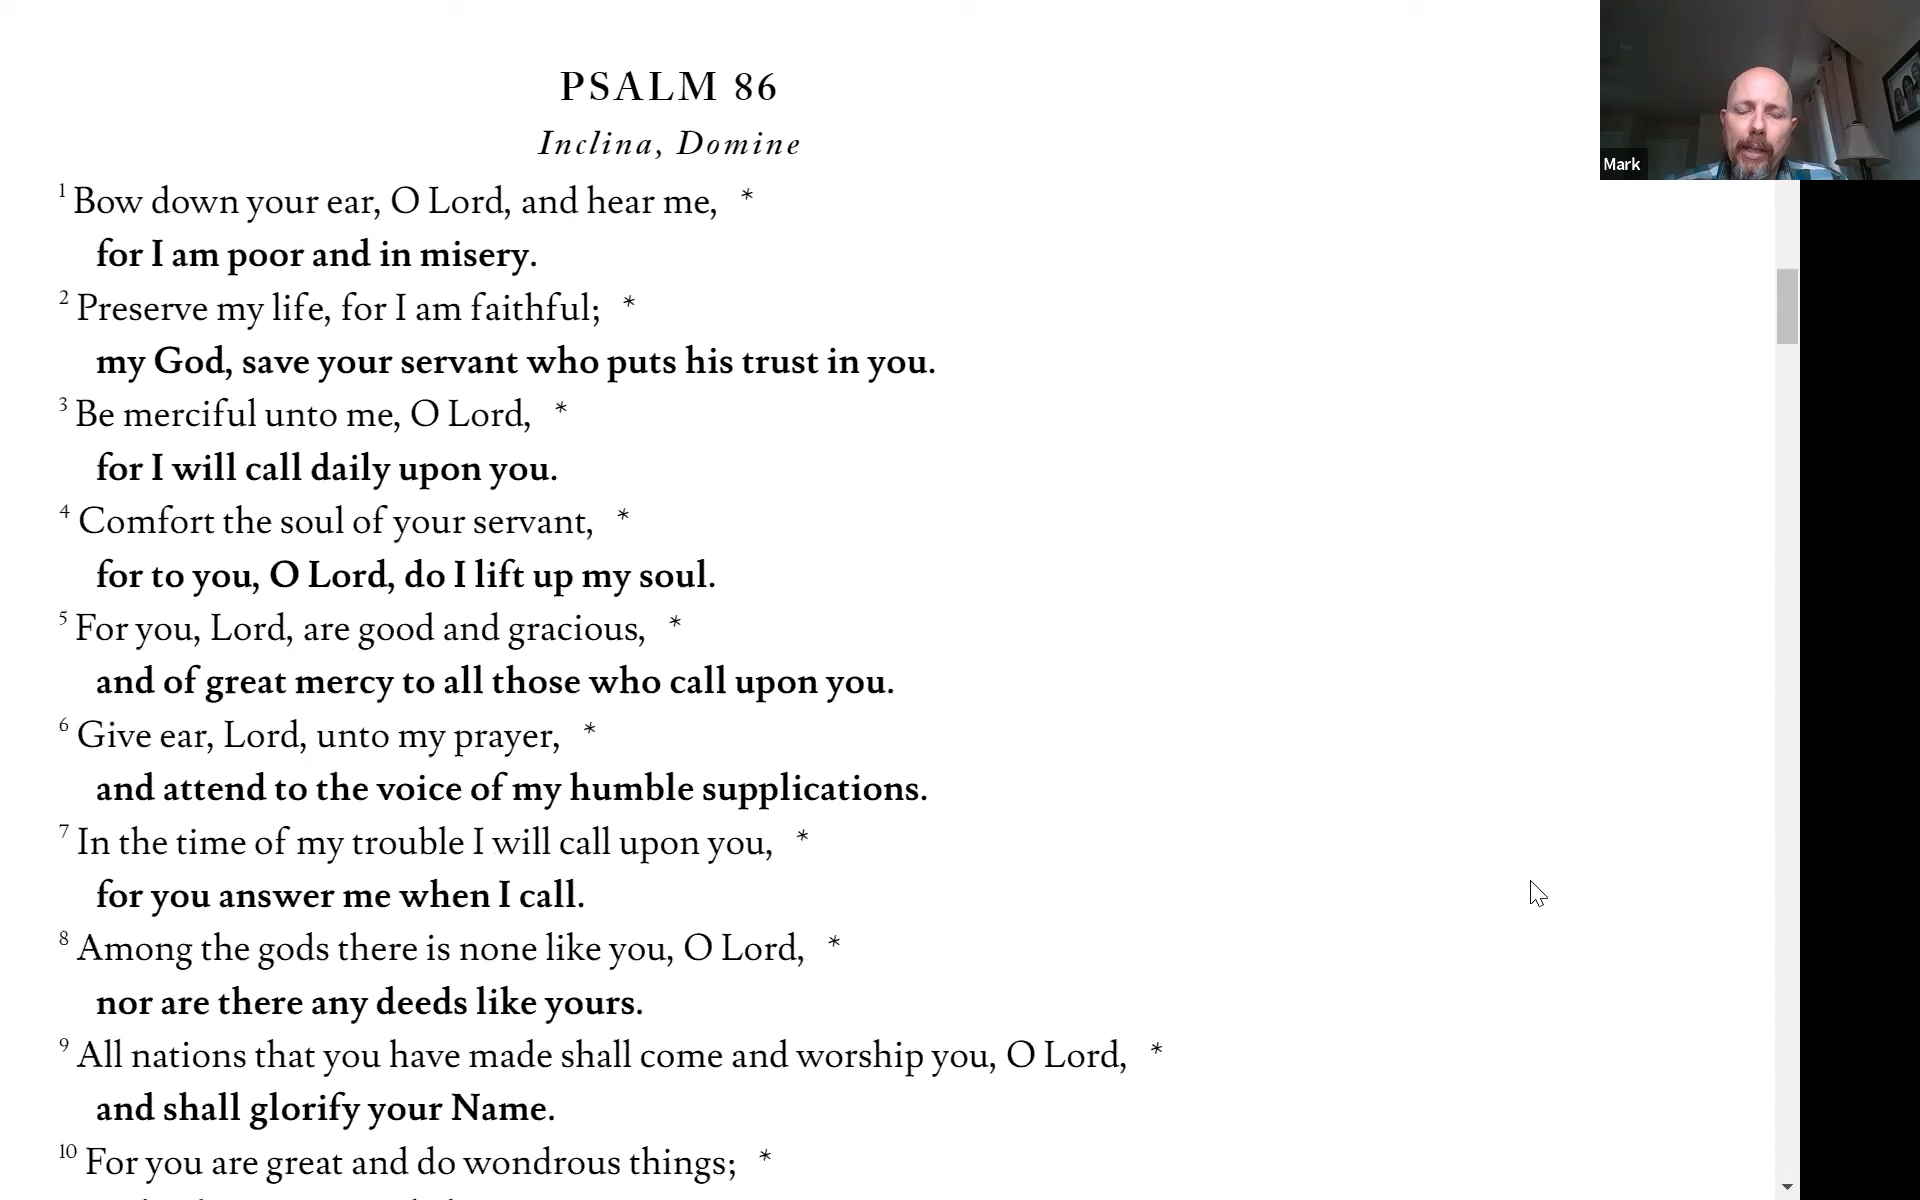 PSALM 86
Inclina, Domine
1 Bow down your ear, O Lord, and hear me, *
for I am poor and in misery.
2 Preserve my life, for I am faithful; *
my God, save your servant who puts his trust in you.
3 Be merciful unto me, O Lord, *
for I will call daily upon you.
4 Comfort the soul of your servant, *
for to you, O Lord, do I lift up my soul.
5 For you, Lord, are good and gracious, *
and of great mercy to all those who call upon you.
6 Give ear, Lord, unto my prayer, *
and attend to the voice of my humble supplications.
7 In the time of my trouble I will call upon you, *
for you answer me when I call.
8 Among the gods there is none like you, O Lord, *
nor are there any deeds like yours.
9 All nations that you have made shall come and worship you, O Lord, *
and shall glorify your Name.
10 For you are great and do wondrous things; *
Mark